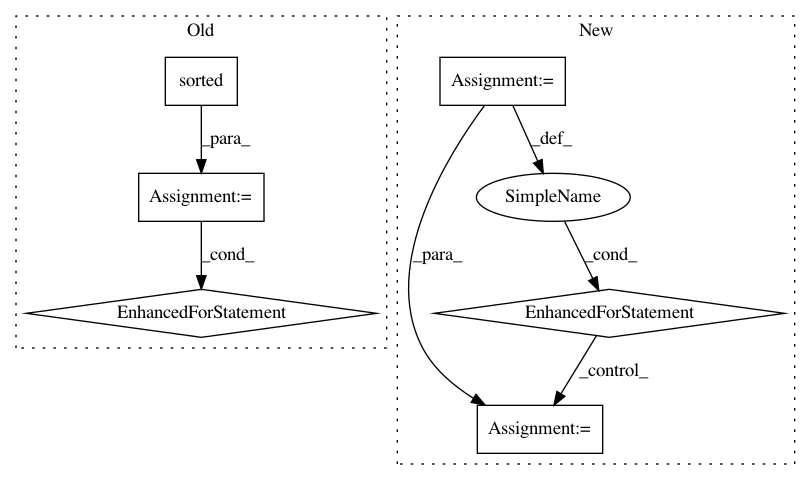 Old
New
sorted
Assignment:=
_para_
_def_
Assignment:=
SimpleName
_cond_
_para_
_cond_
EnhancedForStatement
EnhancedForStatement
_control_
Assignment:=